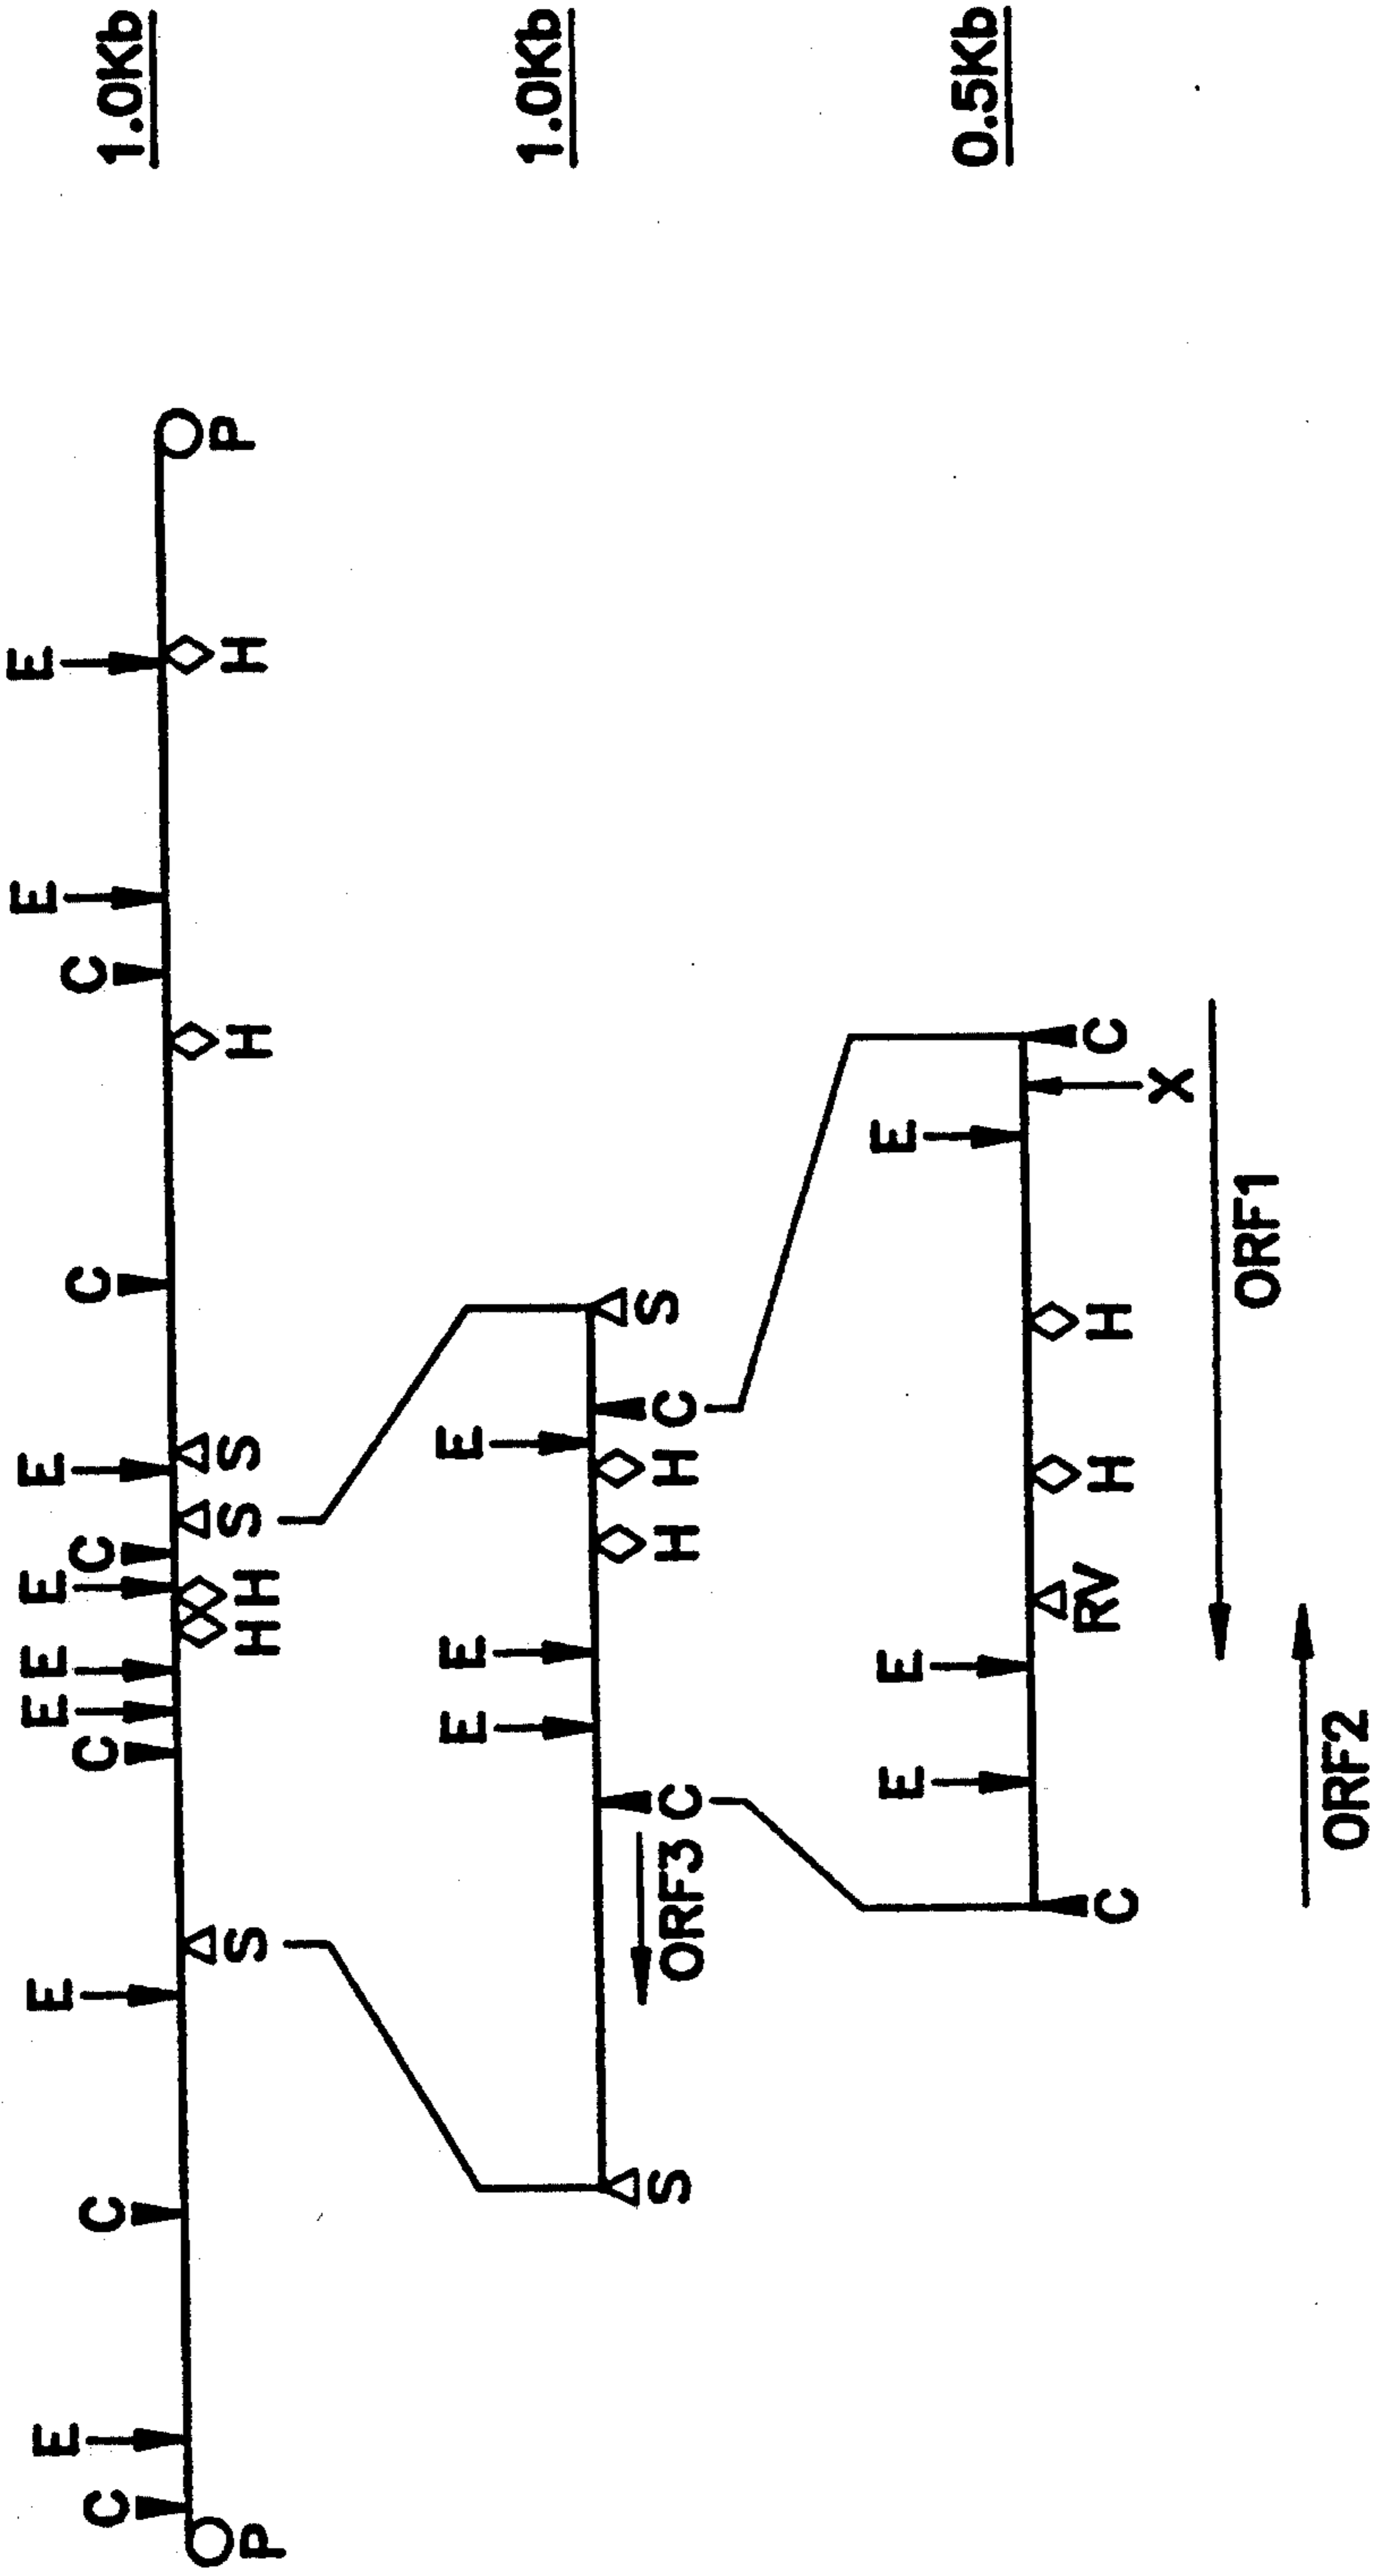 C E C E C E E E C E C C E E 1.0Kb
P S H H S S H H P
E E E 1.0Kb
S C H H C S
ORF3
E E E 0.5Kb
C RV H H C
X
ORF1
ORF2